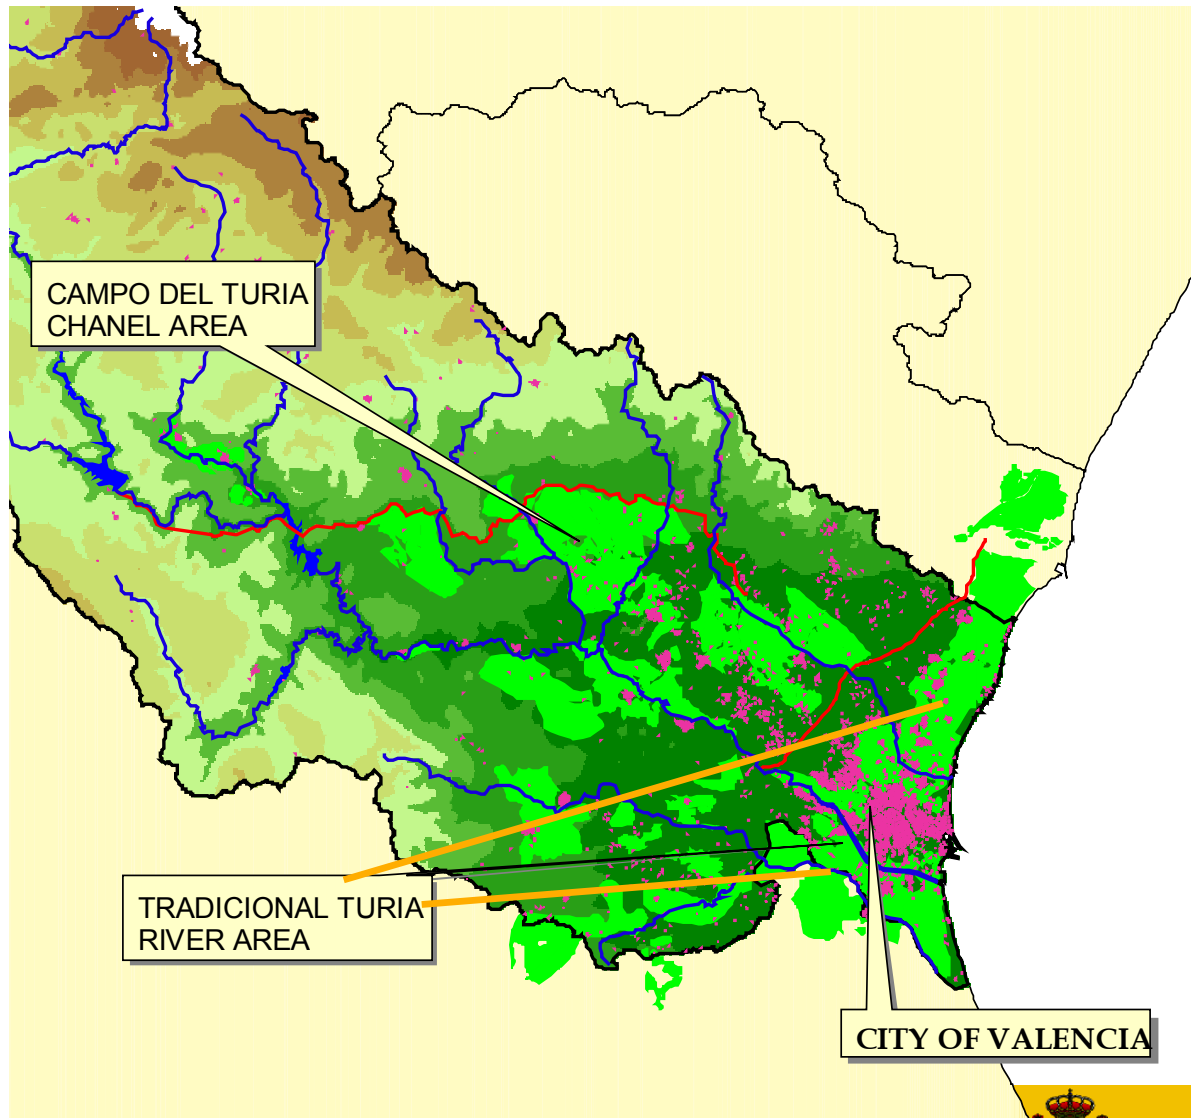 CAMPO DEL TURIA
CHANEL AREA
TRADICIONAL TURIA
RIVER AREA
CITY OF VALENCIA